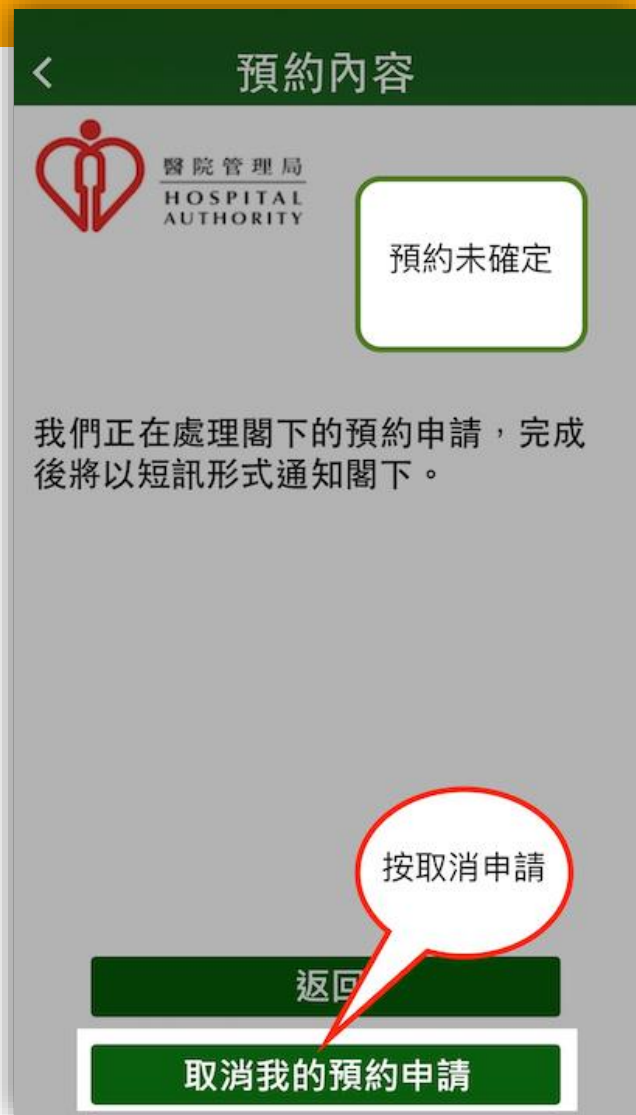 預約內容
醫院管理局
HOSPITAL
AUTHORITY
預約未確定
我們正在處理閣下的預約申請，完成
後將以短訊形式通知閣下。
按取消申請
返回
取消我的預約申請